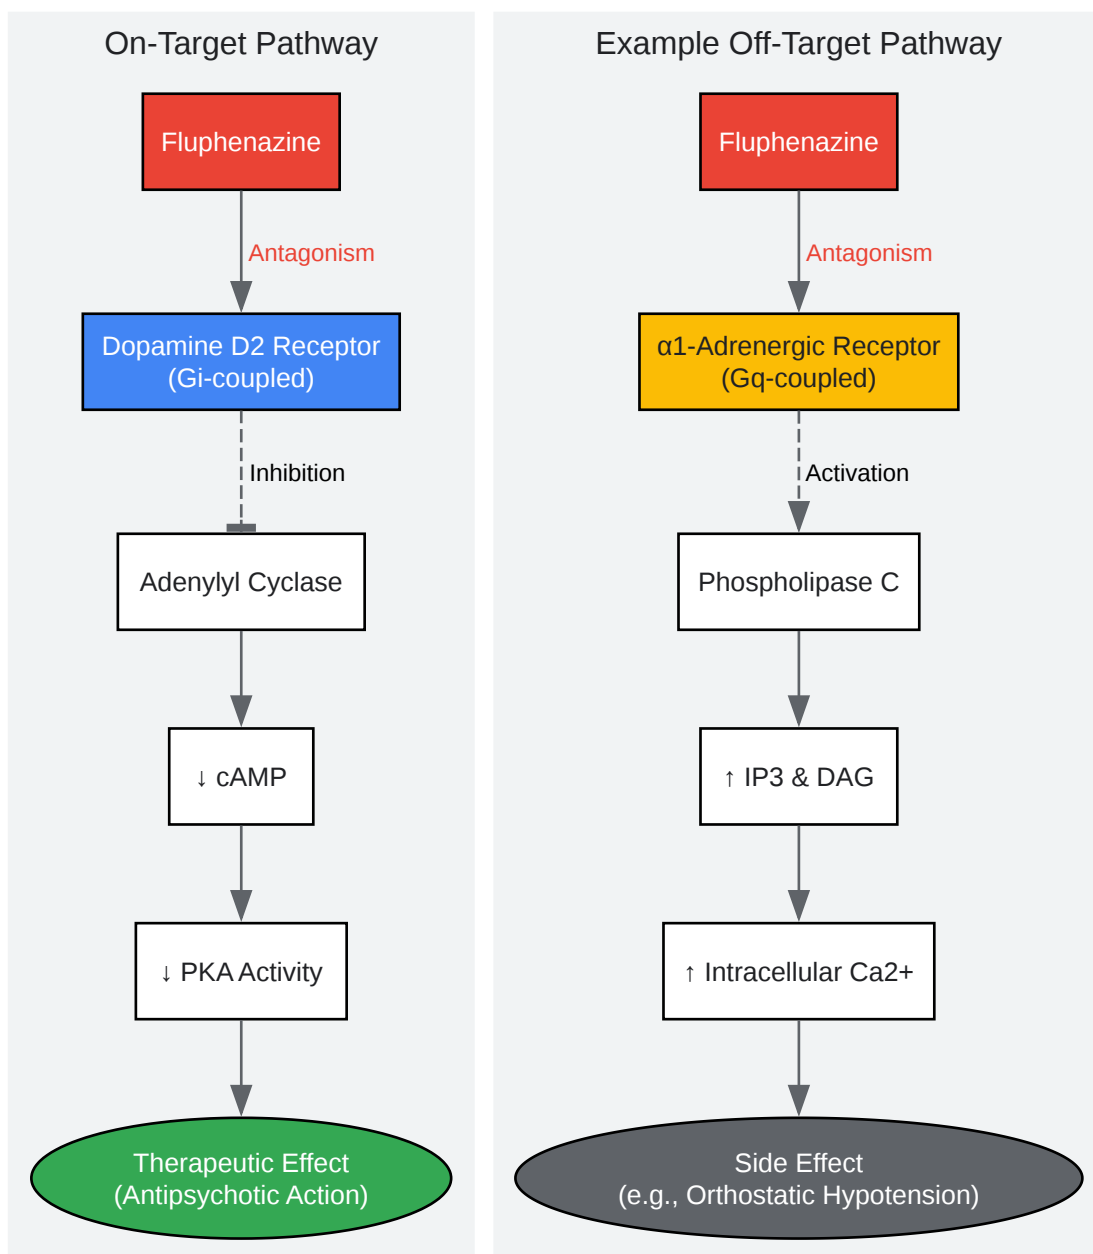 On-Target Pathway
Fluphenazine
Antagonism
Dopamine D2 Receptor
(Gi-coupled)
Inhibition
Adenylyl Cyclase
↓ cAMP
↓ PKA Activity
Therapeutic Effect
(Antipsychotic Action)
Example Off-Target Pathway
Fluphenazine
Antagonism
α1-Adrenergic Receptor
(Gq-coupled)
Activation
Phospholipase C
↑ IP3 & DAG
↑ Intracellular Ca2+
Side Effect
(e.g., Orthostatic Hypotension)